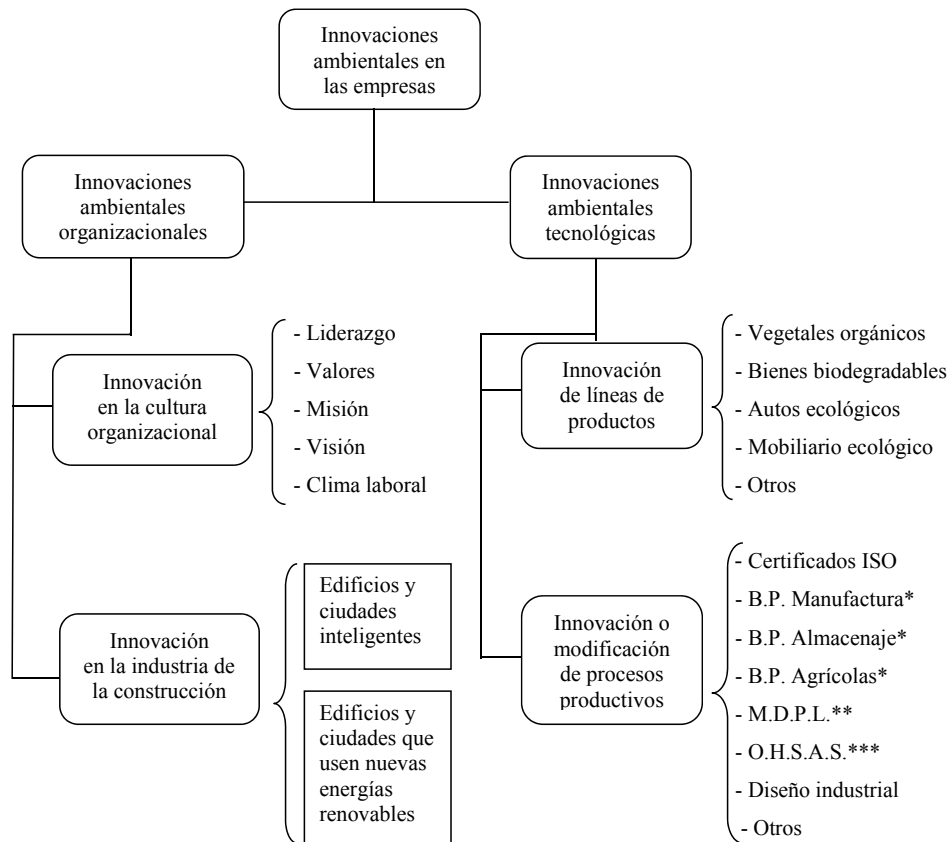 Innovaciones
ambientales en
las empresas
Innovaciones
ambientales
organizacionales
Innovaciones
ambientales
tecnológicas
Innovación
en la cultura
organizacional
- Liderazgo
- Valores
- Misión
- Visión
- Clima laboral
Innovación
de líneas de
productos
- Vegetales orgánicos
- Bienes biodegradables
- Autos ecológicos
- Mobiliario ecológico
- Otros
Innovación
en la industria de
la construcción
Edificios y
ciudades
inteligentes
Edificios y
ciudades que
usen nuevas
energías
renovables
Innovación o
modificación
de procesos
productivos
- Certificados ISO
- B.P. Manufactura*
- B.P. Almacenaje*
- B.P. Agrícolas*
- M.D.P.L.**
- O.H.S.A.S.***
- Diseño industrial
- Otros